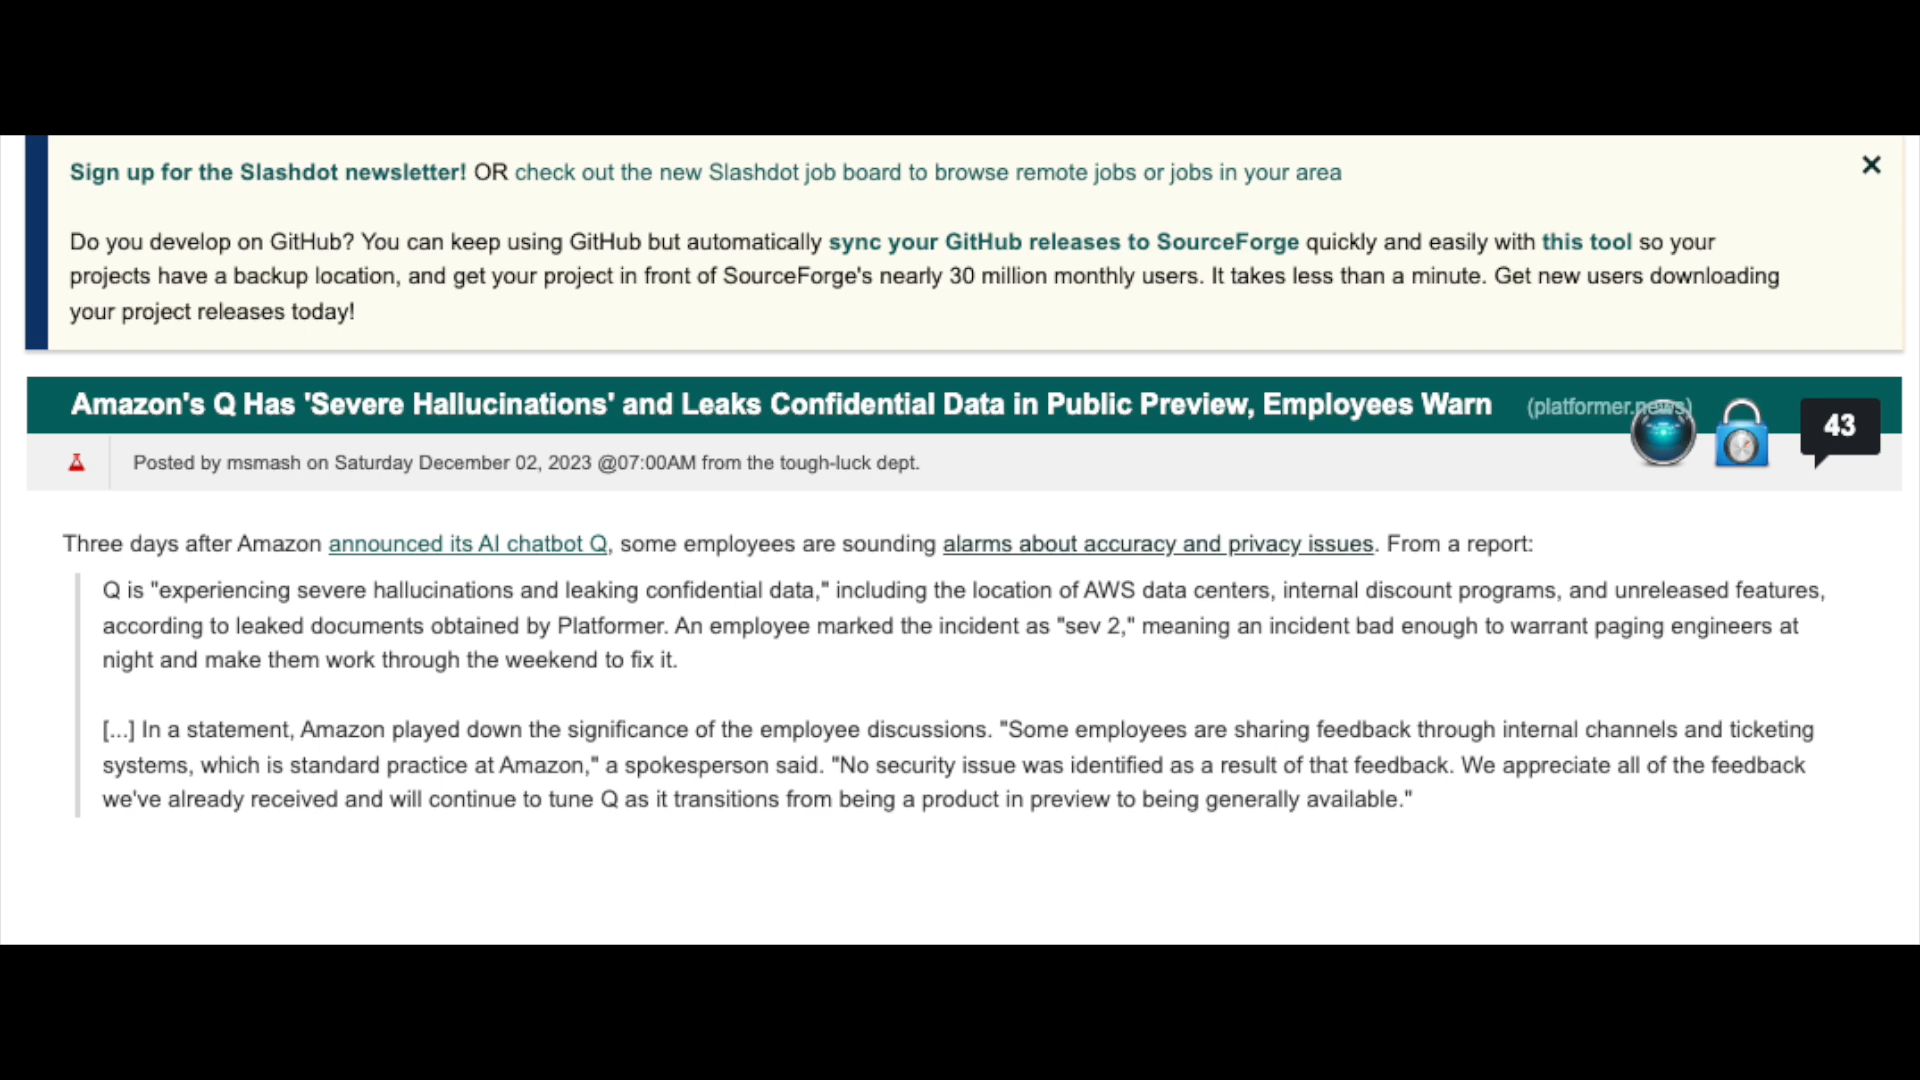 Sign up for the Slashdot newsletter! OR check out the new Slashdot job board to browse remote jobs or jobs in your area
Do you develop on GitHub? You can keep using GitHub but automatically sync your GitHub releases to SourceForge quickly and easily with this tool so your
projects have a backup location, and get your project in front of SourceForge's nearly 30 million monthly users. It takes less than a minute. Get new users downloading
your project releases today!
Amazon's Q Has 'Severe Hallucinations' and Leaks Confidential Data in Public Preview, Employees Warn (platformer.news) 43
Posted by msmash on Saturday December 02, 2023 @07:00AM from the tough-luck dept.
Three days after Amazon announced its AI chatbot Q, some employees are sounding alarms about accuracy and privacy issues. From a report:
Q is "experiencing severe hallucinations and leaking confidential data," including the location of AWS data centers, internal discount programs, and unreleased features,
according to leaked documents obtained by Platformer. An employee marked the incident as "sev 2," meaning an incident bad enough to warrant paging engineers at
night and make them work through the weekend to fix it.
[...] In a statement, Amazon played down the significance of the employee discussions. "Some employees are sharing feedback through internal channels and ticketing
systems, which is standard practice at Amazon," a spokesperson said. "No security issue was identified as a result of that feedback. We appreciate all of the feedback
we've already received and will continue to tune Q as it transitions from being a product in preview to being generally available."